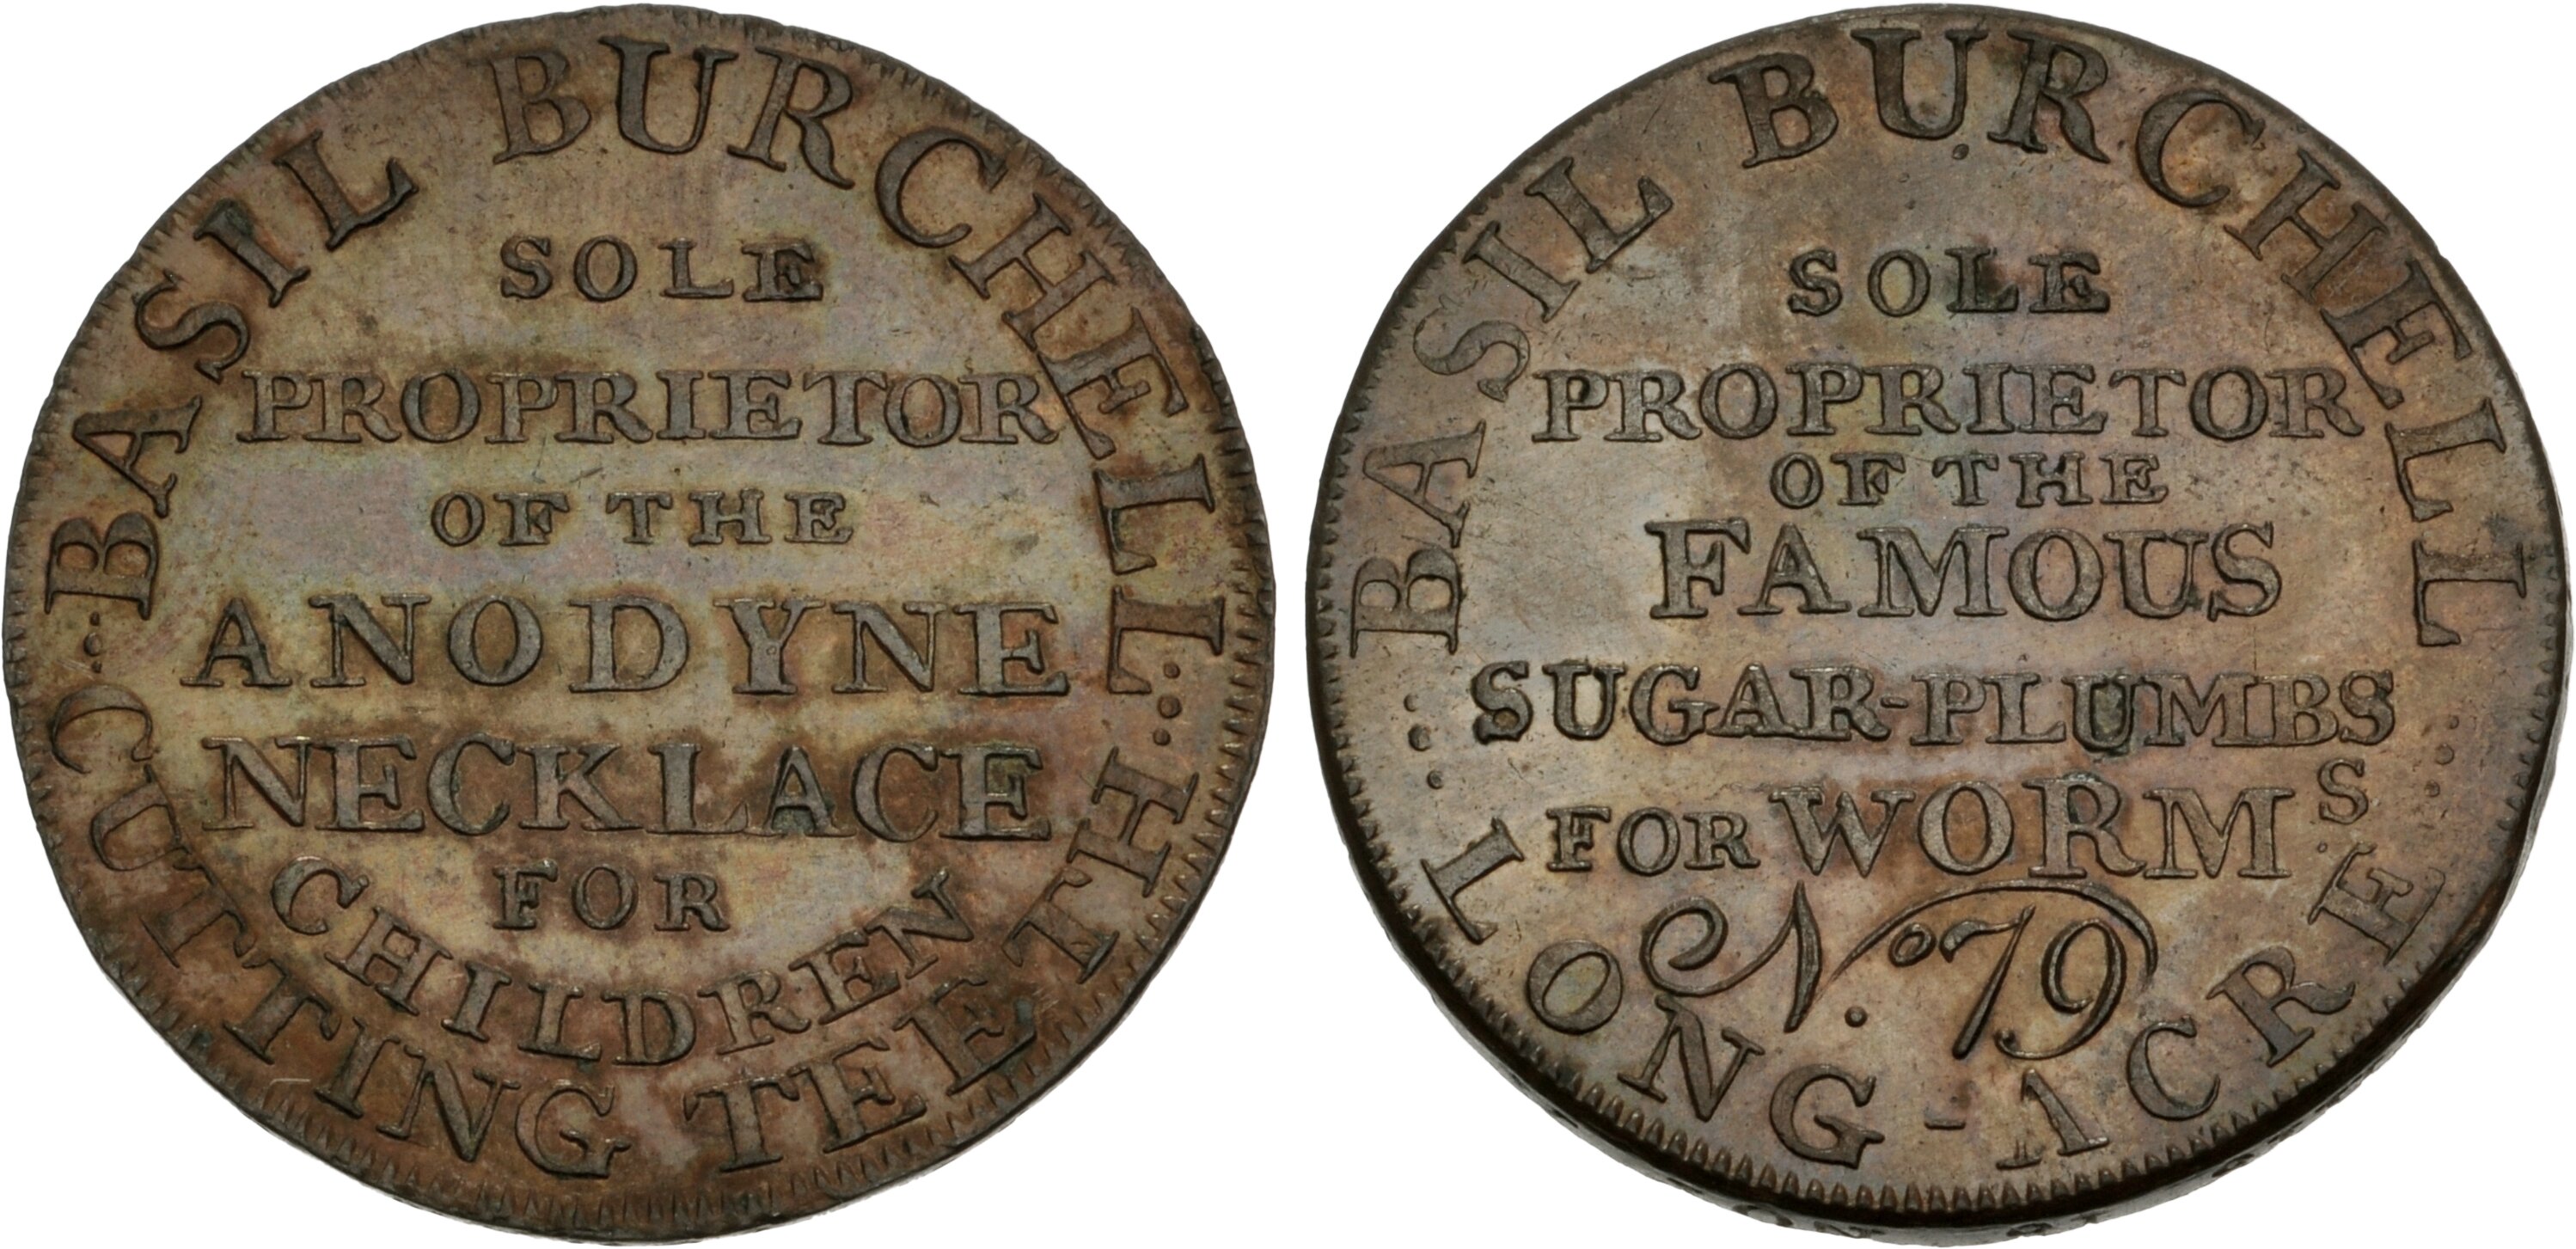 BASIL BURCHELL
SOLE
PROPRIETOR
OF THE
ANODYNE
NECKLACE
FOR
CHILDREN
CUTTING TEETH
BASIL BURCHELL
SOLE
PROPRIETOR
OF THE
FAMOUS
SUGAR-PLUMBS
FOR WORMS
No. 79
LONG-ACRE